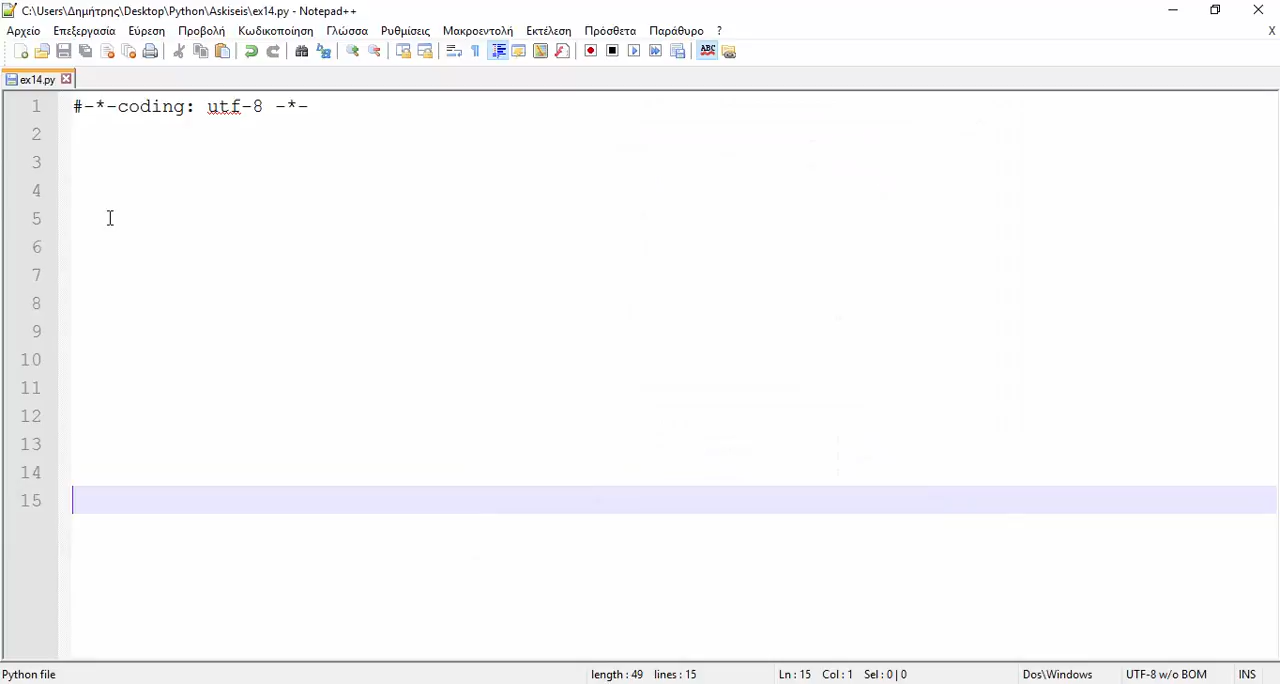 C:\Users\Δημήτρης\Desktop\Python\Askiseis\ex14.py - Notepad++
Αρχείο Επεξεργασία Εύρεση Προβολή Κωδικοποίηση Γλώσσα Ρυθμίσεις Μακροεντολή Εκτέλεση Πρόσθετα Παράθυρο ? X
ABC
ex14.py
1 #-*-coding: utf-8 -*-
2
3
4
5
6
7
8
9
10
11
12
13
14
15
Python file length : 49 lines : 15 Ln : 15 Col : 1 Sel : 0 | 0 Dos\Windows UTF-8 w/o BOM INS